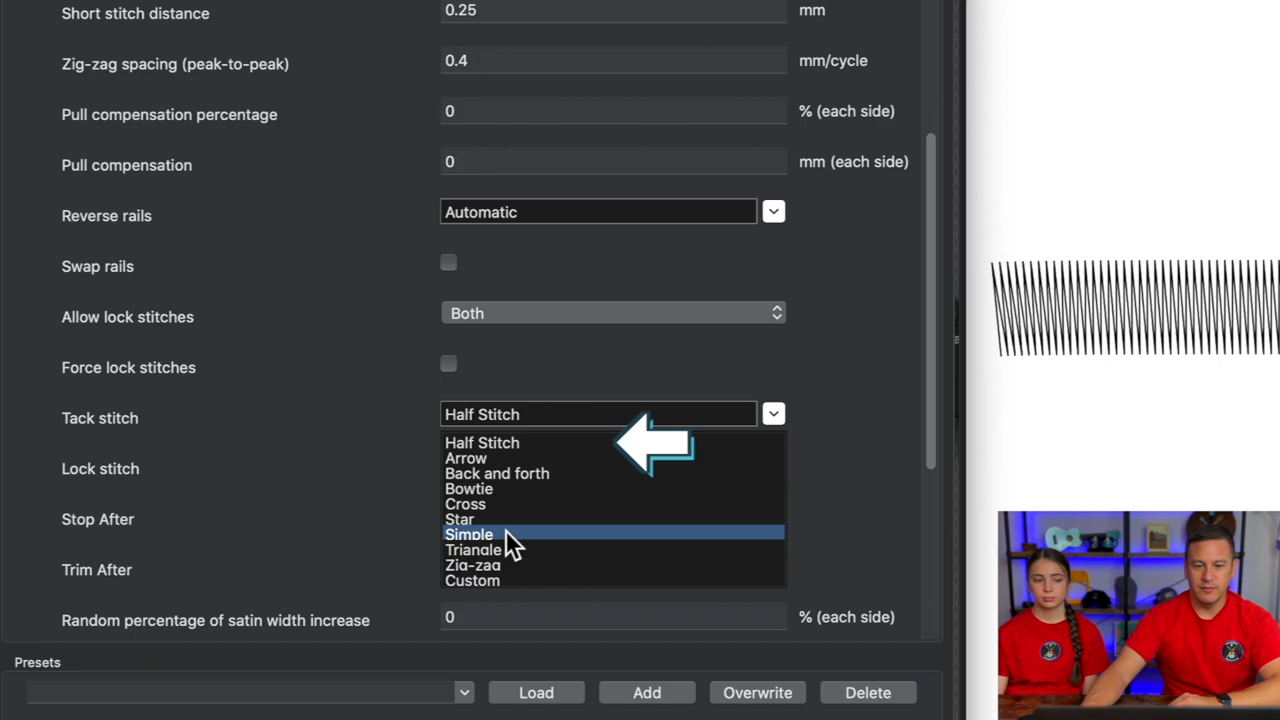 Short stitch distance 0.25 mm
Zig-zag spacing (peak-to-peak) 0.4 mm/cycle
Pull compensation percentage 0 % (each side)
Pull compensation 0 mm (each side)
Reverse rails Automatic
Swap rails
Allow lock stitches Both
Force lock stitches
Tack stitch Half Stitch
Half Stitch
Arrow
Back and forth
Lock stitch
Bowtie
Cross
Stop After
Star
Simple
Triangle
Zig-zag
Trim After
Custom
Random percentage of satin width increase 0 % (each side)
Presets
Load Add Overwrite Delete